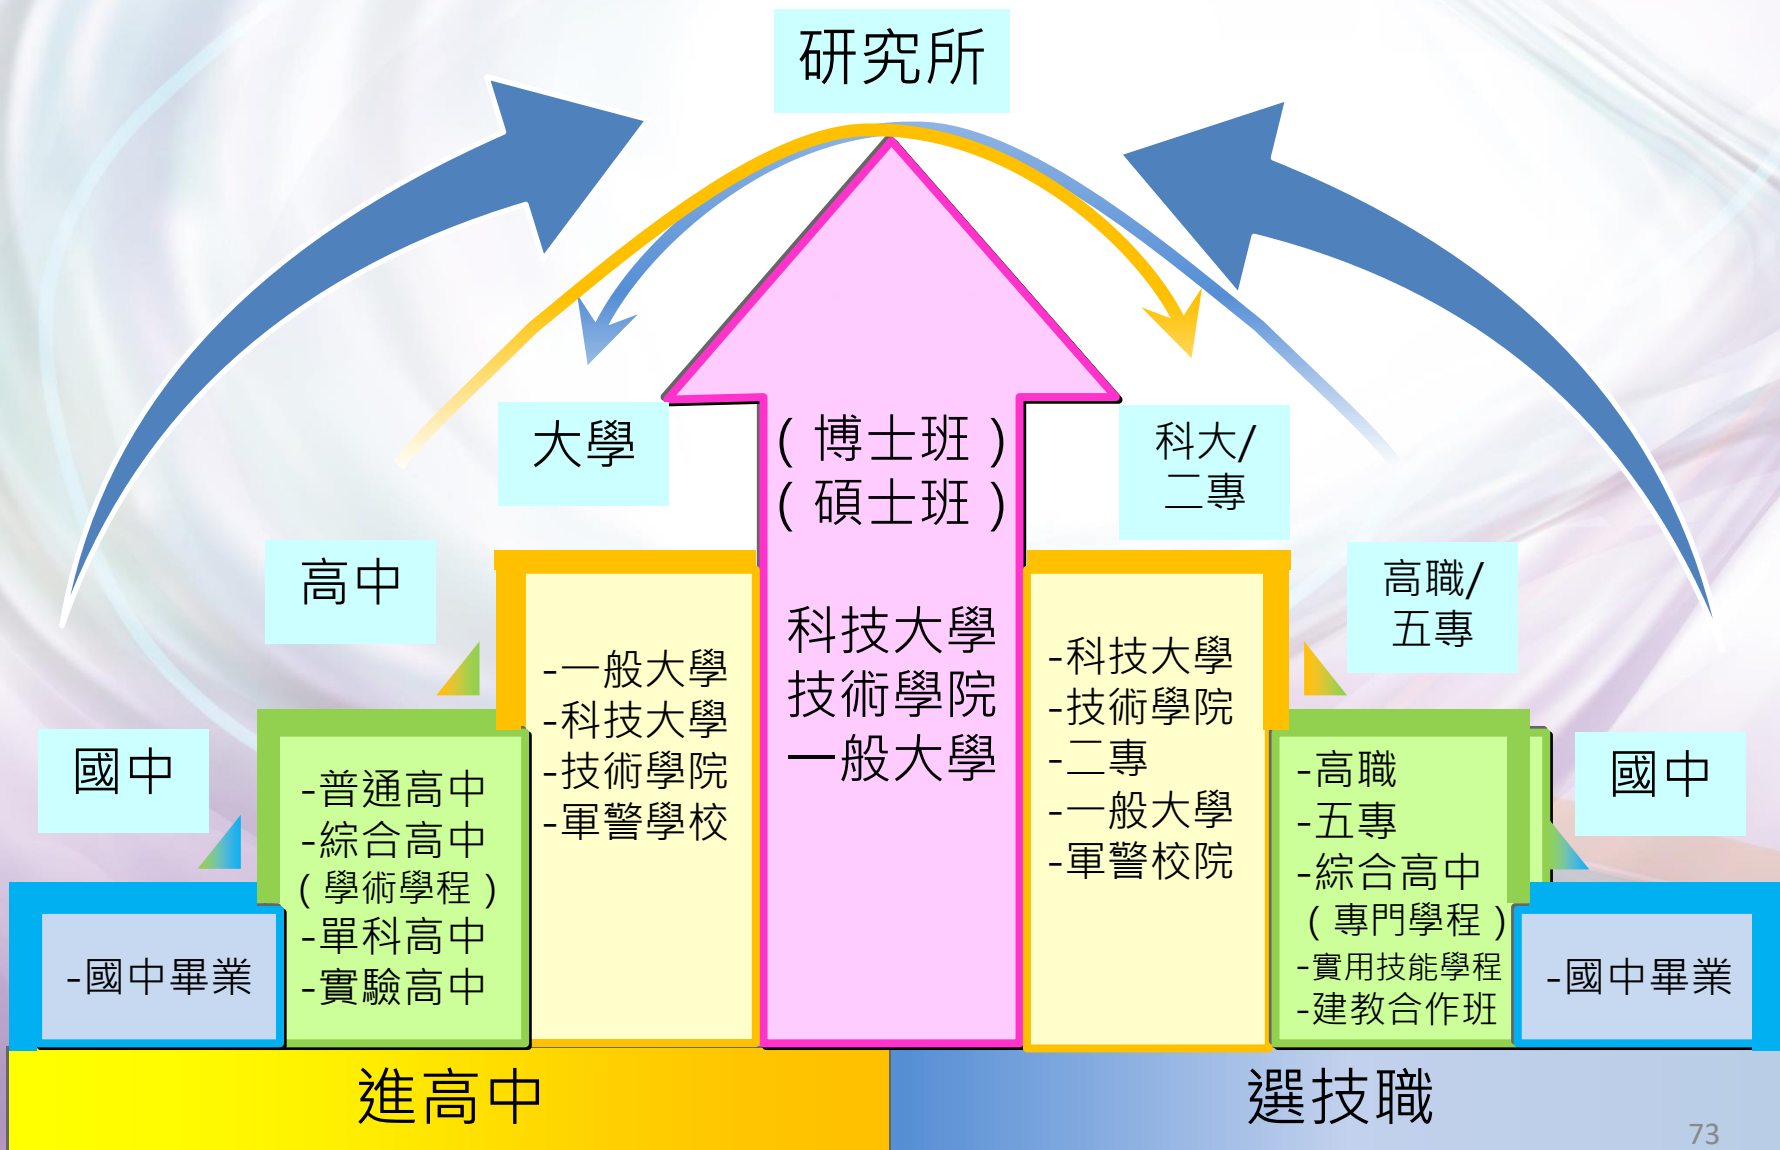 研究所
大學
(博士班)
(碩士班)
科技大學
技術學院
一般大學
科大/
二專
高中
高職/
五專
國中
國中
-國中畢業
-普通高中
-綜合高中
(學術學程)
-單科高中
-實驗高中
-一般大學
-科技大學
-技術學院
-軍警學校
-科技大學
-技術學院
-二專
-一般大學
-軍警校院
-高職
-五專
-綜合高中
(專門學程)
-實用技能學程
-建教合作班
-國中畢業
進高中
選技職
73